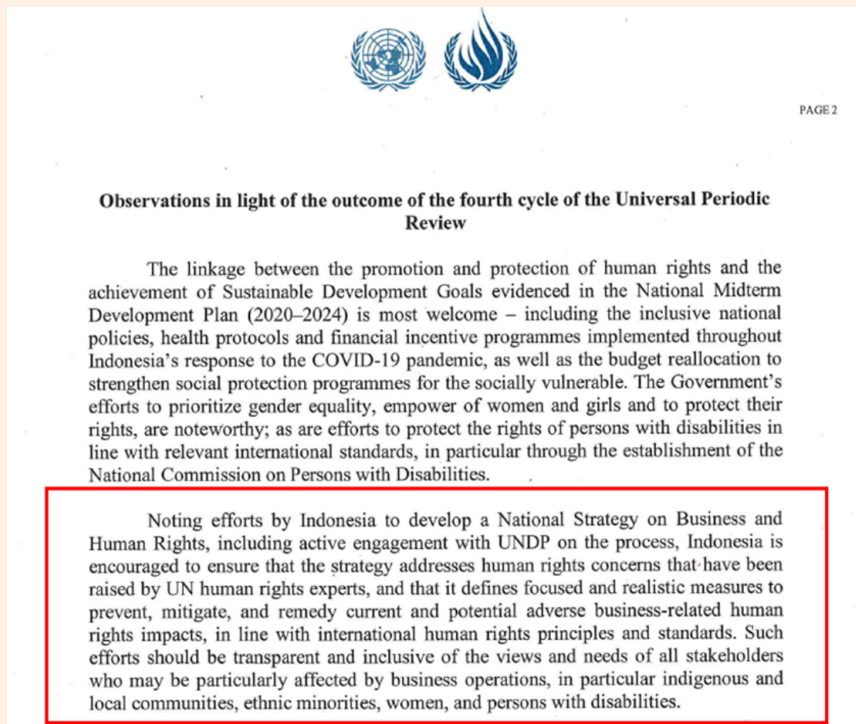 PAGE 2
Observations in light of the outcome of the fourth cycle of the Universal Periodic
Review
The linkage between the promotion and protection of human rights and the
achievement of Sustainable Development Goals evidenced in the National Midterm
Development Plan (2020–2024) is most welcome – including the inclusive national
policies, health protocols and financial incentive programmes implemented throughout
Indonesia's response to the COVID-19 pandemic, as well as the budget reallocation to
strengthen social protection programmes for the socially vulnerable. The Government's
efforts to prioritize gender equality, empower of women and girls and to protect their
rights, are noteworthy; as are efforts to protect the rights of persons with disabilities in
line with relevant international standards, in particular through the establishment of the
National Commission on Persons with Disabilities.
Noting efforts by Indonesia to develop a National Strategy on Business and
Human Rights, including active engagement with UNDP on the process, Indonesia is
encouraged to ensure that the strategy addresses human rights concerns that have been
raised by UN human rights experts, and that it defines focused and realistic measures to
prevent, mitigate, and remedy current and potential adverse business-related human
rights impacts, in line with international human rights principles and standards. Such
efforts should be transparent and inclusive of the views and needs of all stakeholders
who may be particularly affected by business operations, in particular indigenous and
local communities, ethnic minorities, women, and persons with disabilities.